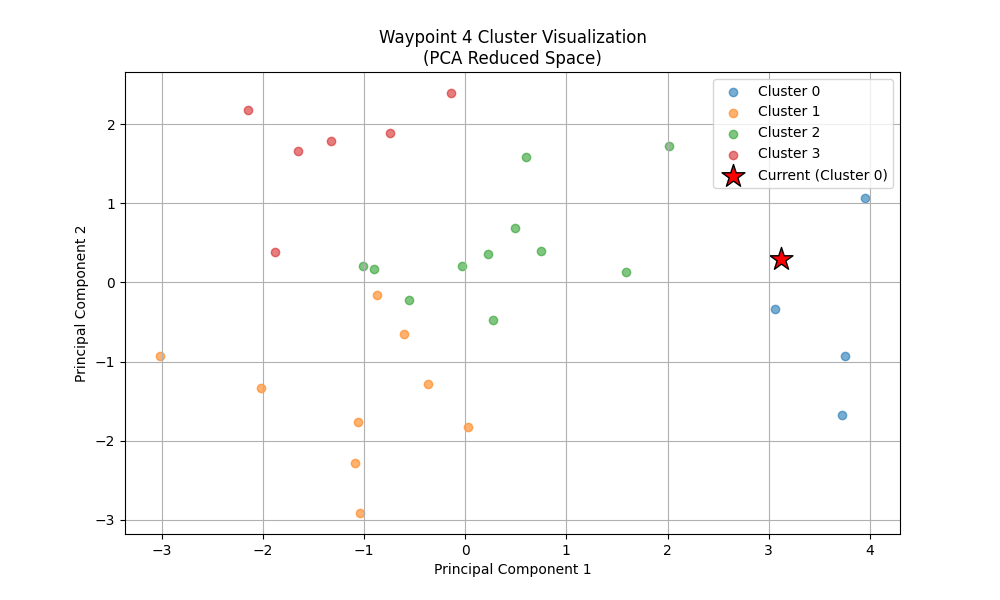 Waypoint 4 Cluster Visualization
(PCA Reduced Space)
Cluster 0
Cluster 1
Cluster 2
Cluster 3
Current (Cluster 0)
Principal Component 2
2
1
0
−1
−2
−3
−3
−2
−1
0
1
2
3
4
Principal Component 1